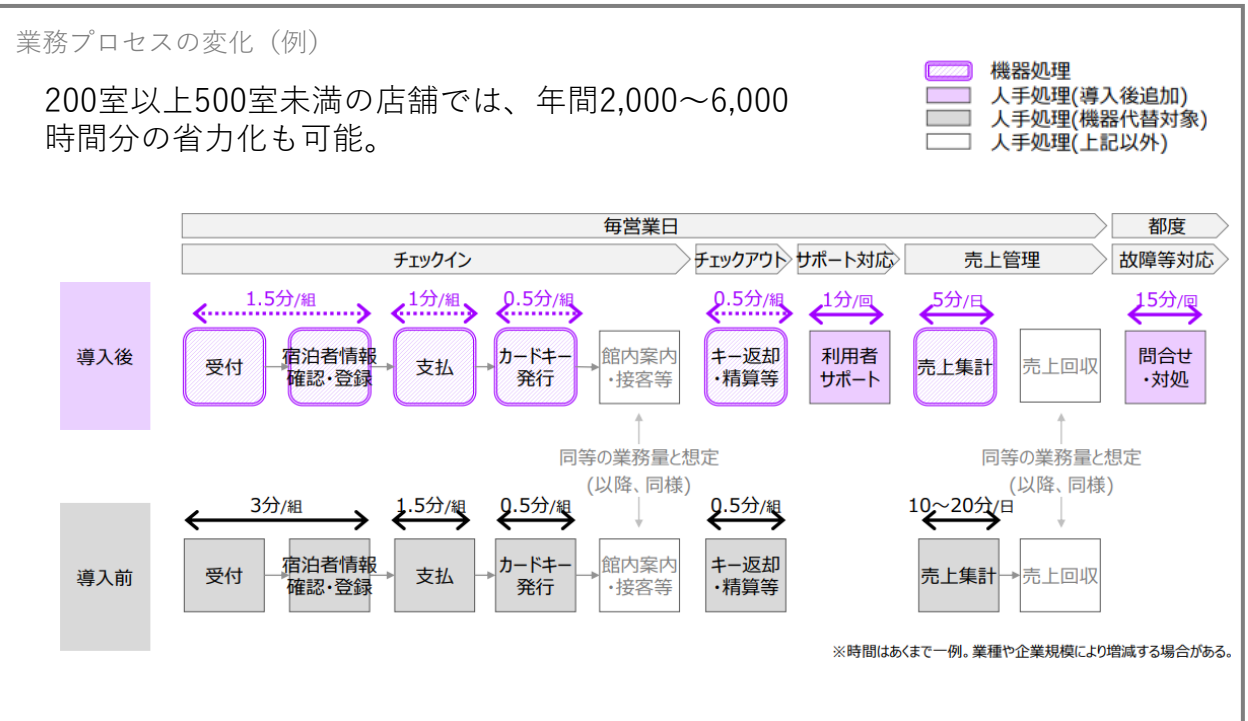 業務プロセスの変化（例）
200室以上500室未満の店舗では、年間2,000～6,000
時間分の省力化も可能。
機器処理
人手処理(導入後追加)
人手処理(機器代替対象)
人手処理(上記以外)
毎営業日
都度
チェックイン
チェックアウト
サポート対応
売上管理
故障等対応
導入後
1.5分/組
1分/組
0.5分/組
0.5分/組
1分/回
5分/日
15分/回
受付
宿泊者情報
確認・登録
支払
カードキー
発行
館内案内
・接客等
キー返却
・精算等
利用者
サポート
売上集計
売上回収
問合せ
・対処
同等の業務量と想定
(以降、同様)
同等の業務量と想定
(以降、同様)
導入前
3分/組
1.5分/組
0.5分/組
0.5分/組
10～20分/日
受付
宿泊者情報
確認・登録
支払
カードキー
発行
館内案内
・接客等
キー返却
・精算等
売上集計
売上回収
※時間はあくまで一例。業種や企業規模により増減する場合がある。